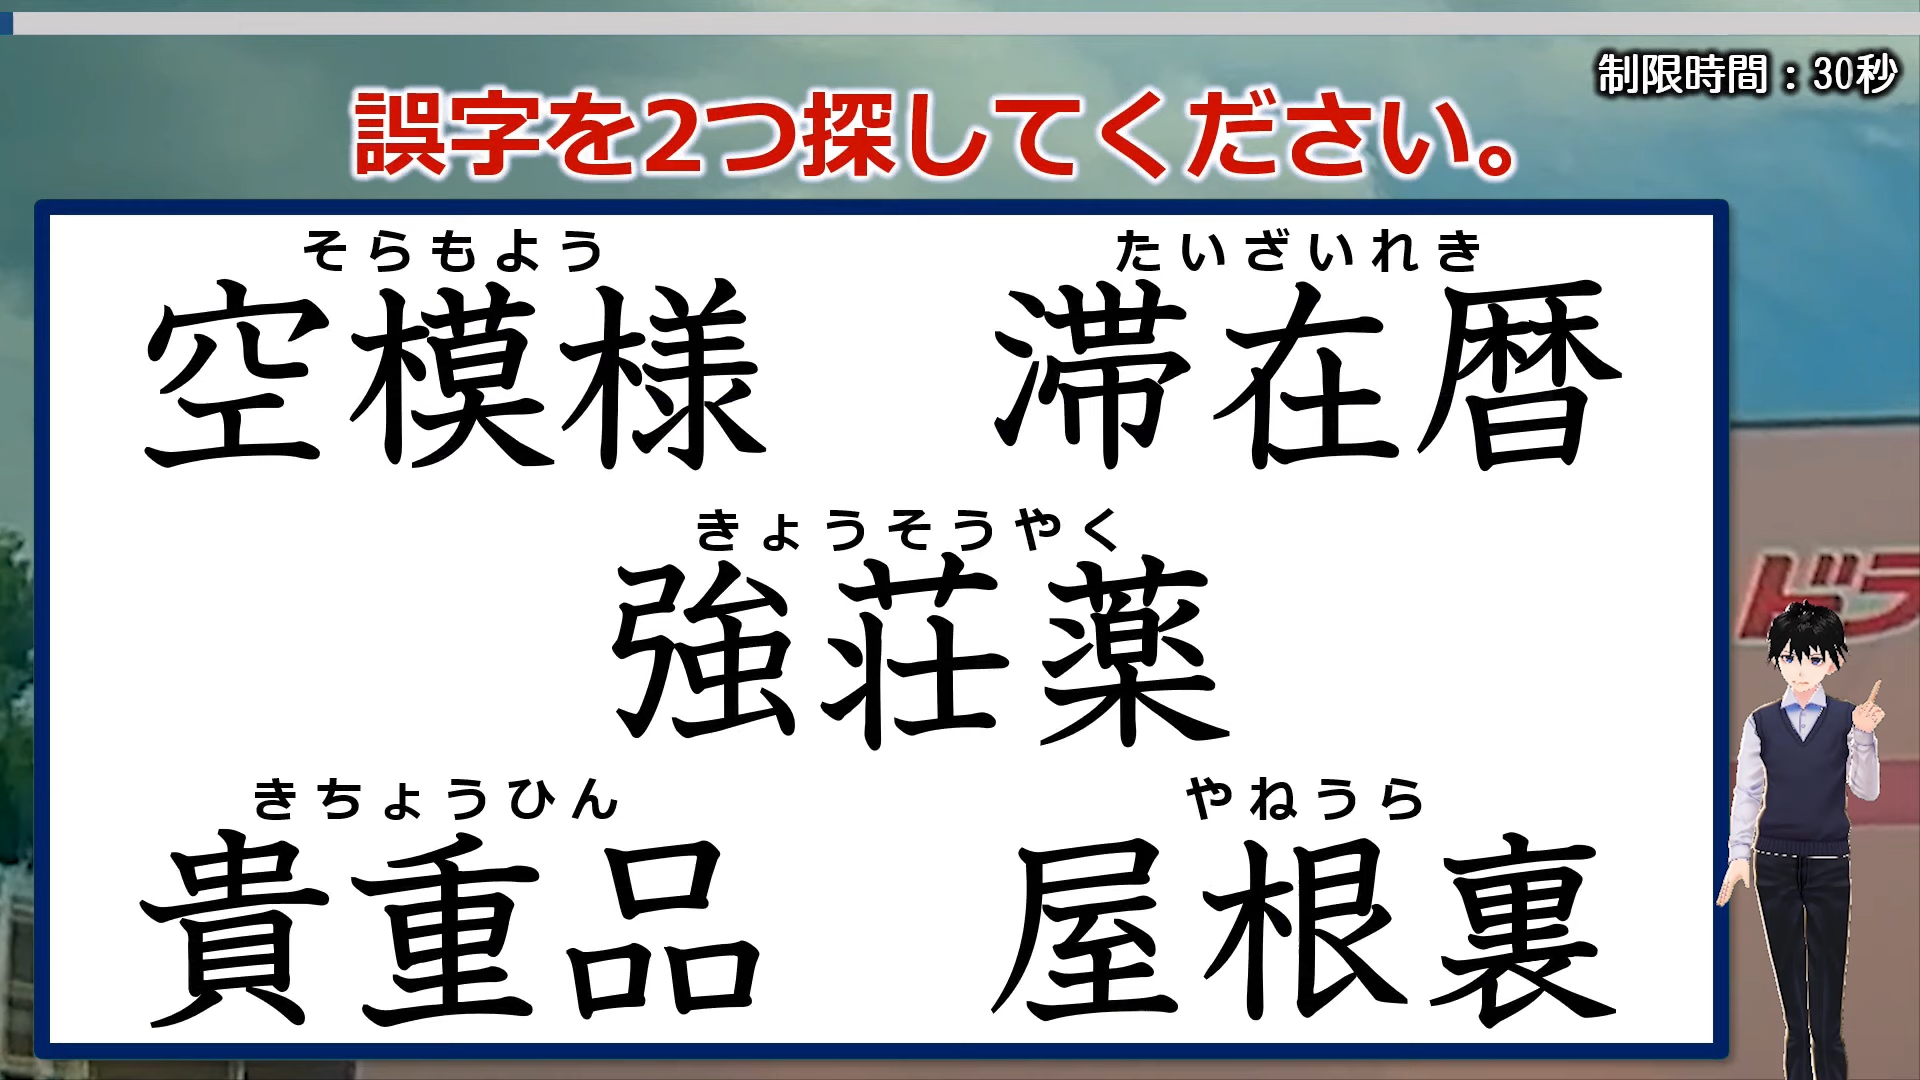 制限時間：30秒
誤字を2つ探してください。
そらもよう
空模様
たいざいれき
滞在暦
きょうそうやく
強荘薬
きちょうひん
貴重品
やねうら
屋根裏
ドラ